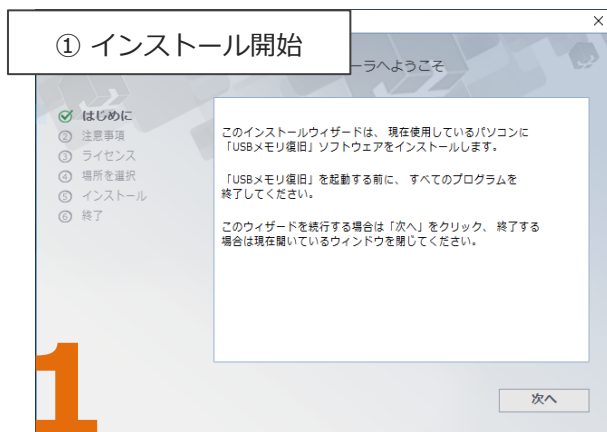 ① インストール開始
ーラへようこそ
はじめに
② 注意事項
③ ライセンス
④ 場所を選択
⑤ インストール
⑥ 終了
このインストールウィザードは、 現在使用しているパソコンに
「USBメモリ復旧」ソフトウェアをインストールします。
「USBメモリ復旧」を起動する前に、 すべてのプログラムを
終了してください。
このウィザードを続行する場合は「次へ」をクリック、 終了する
場合は現在開いているウィンドウを閉じてください。
1
次へ